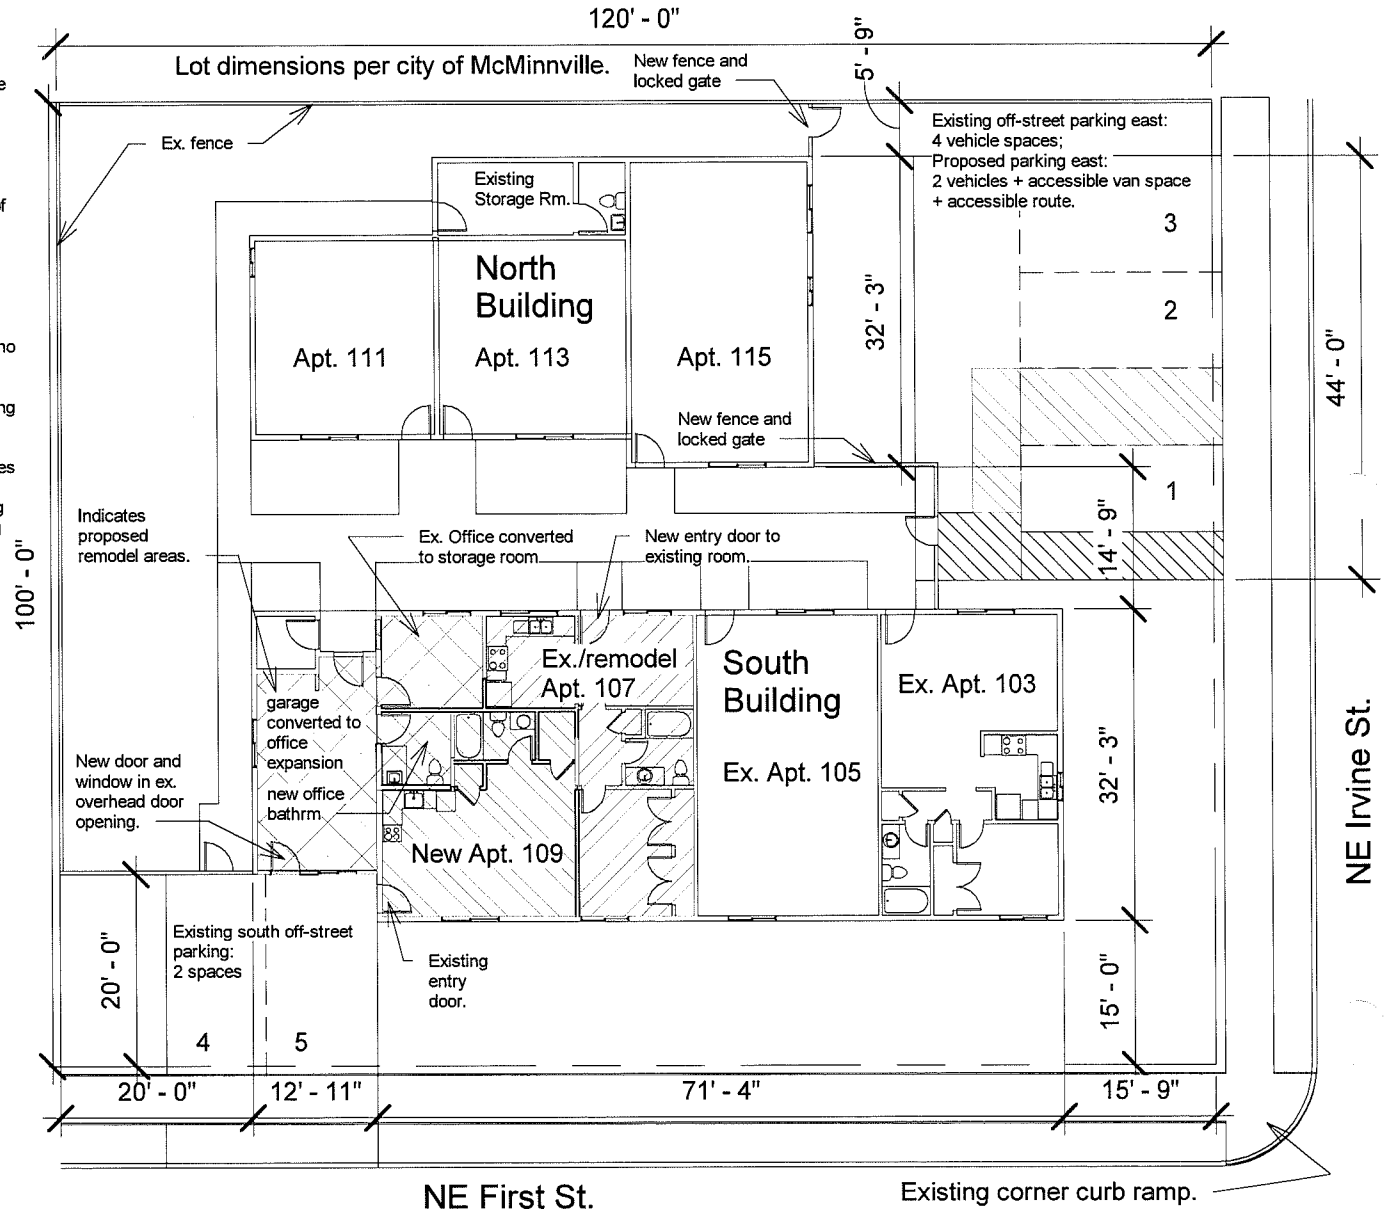 120' - 0"
Lot dimensions per city of McMinnville.
New fence and
locked gate
5' - 9"
Existing off-street parking east:
4 vehicle spaces;
Proposed parking east:
2 vehicles + accessible van space
+ accessible route.
Ex. fence
Existing
Storage Rm.
3
North
Building
32' - 3"
2
Apt. 111
Apt. 113
Apt. 115
44' - 0"
no
New fence and
locked gate
1
Indicates
proposed
remodel areas.
Ex. Office converted
to storage room
New entry door to
existing room.
14' - 9"
100' - 0"
Ex./remodel
Apt. 107
South
Building
Ex. Apt. 103
garage
converted to
office
expansion
new office
bathrm
New door and
window in ex.
overhead door
opening.
Ex. Apt. 105
32' - 3"
NE Irvine St.
New Apt. 109
Existing south off-street
parking:
2 spaces
20' - 0"
Existing
entry
door.
15' - 0"
4
5
20' - 0"
12' - 11"
71' - 4"
15' - 9"
NE First St.
Existing corner curb ramp.